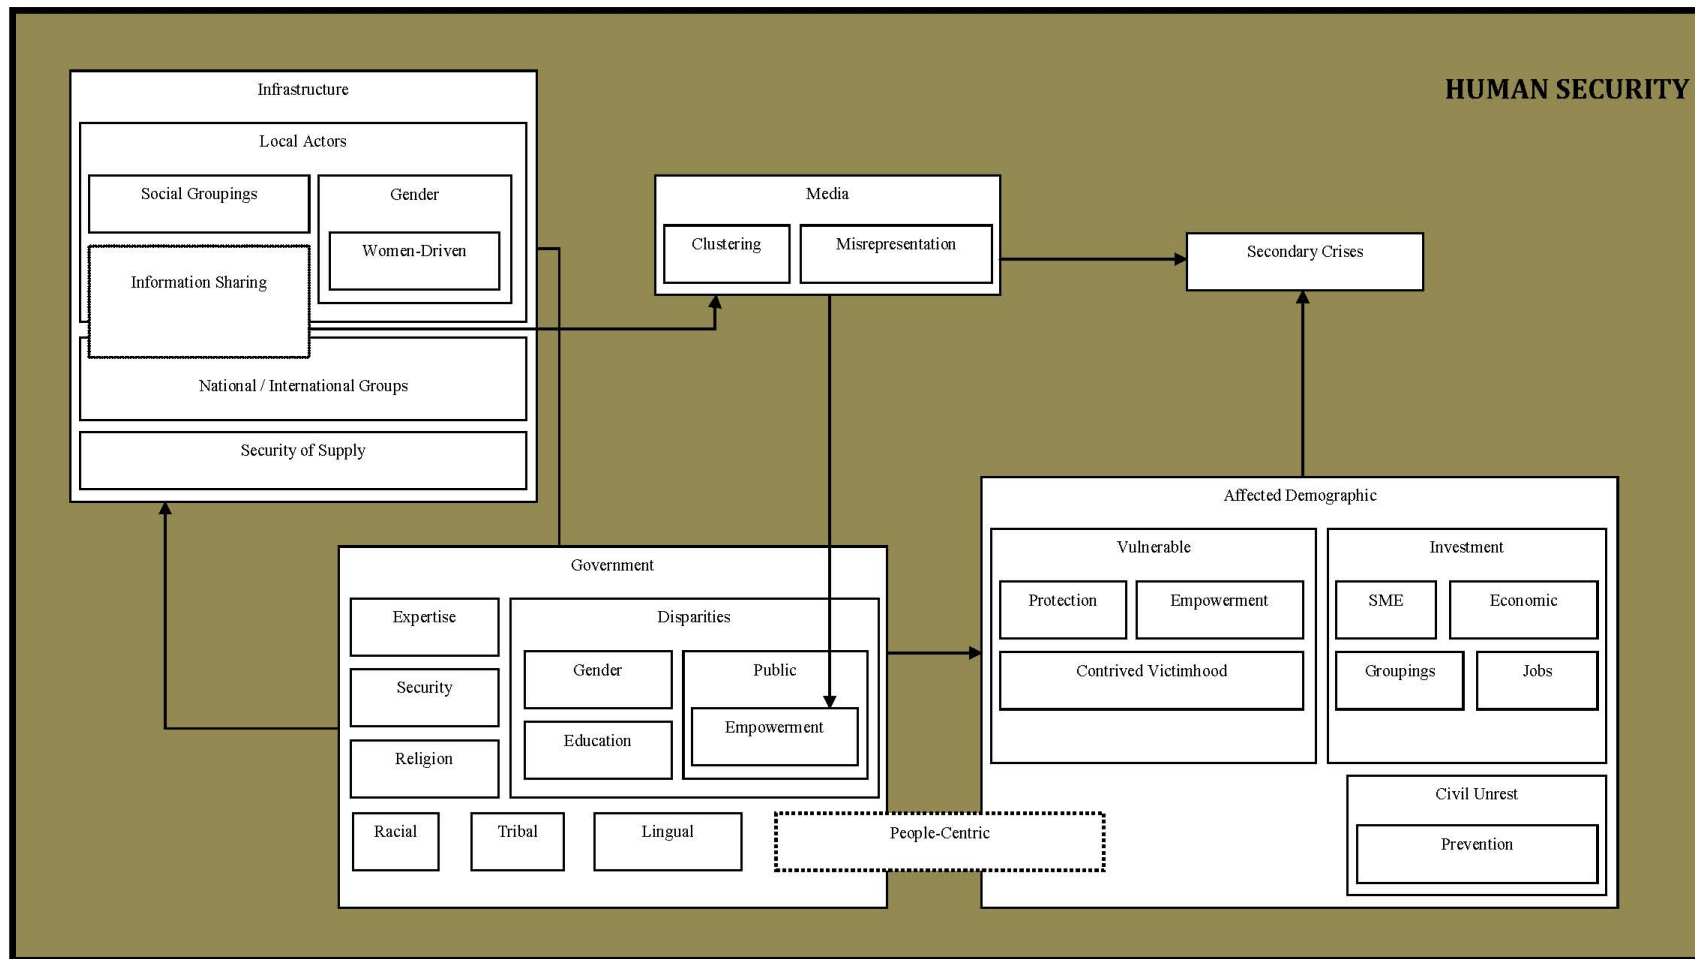 HUMAN SECURITY
Infrastructure
Local Actors
Social Groupings
Gender
Women-Driven
Information Sharing
National / International Groups
Security of Supply
Media
Clustering
Misrepresentation
Secondary Crises
Government
Expertise
Security
Religion
Disparities
Gender
Education
Public
Empowerment
Racial
Tribal
Lingual
People-Centric
Affected Demographic
Vulnerable
Protection
Empowerment
Contrived Victimhood
Investment
SME
Economic
Groupings
Jobs
Civil Unrest
Prevention